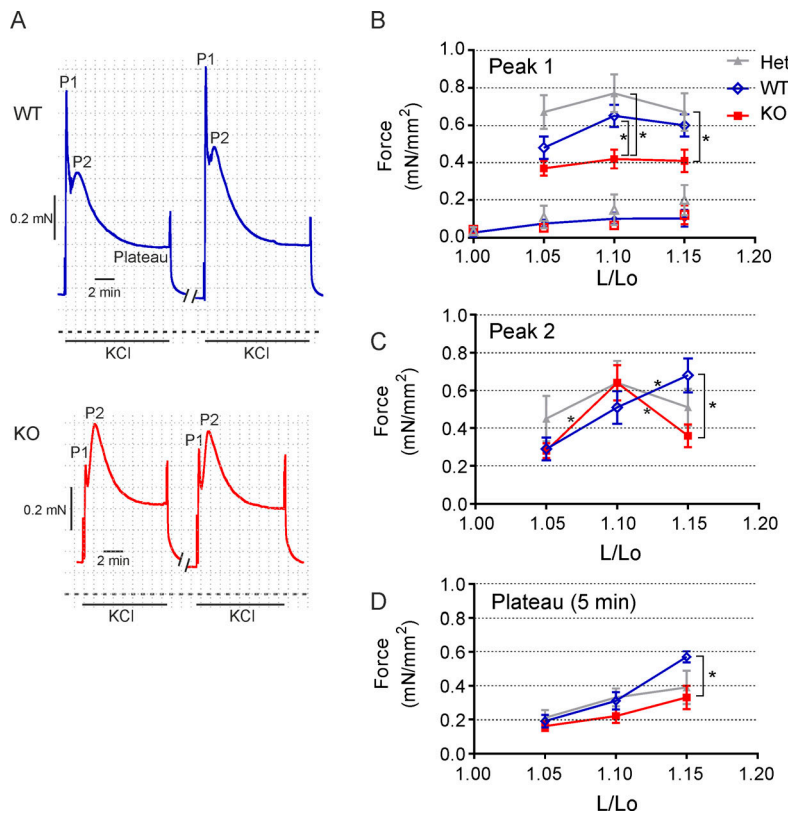 A
WT
P1
P2
0.2 mN
Plateau
2 min
KCl
P1
P2
KCl
KO
P1
P2
0.2 mN
2 min
KCl
P1
P2
KCl
B
Peak 1
Het
WT
KO
Force
(mN/mm²)
1.0
0.8
0.6
0.4
0.2
0.0
* * *
1.00 1.05 1.10 1.15 1.20
L/Lo
C
Peak 2
Force
(mN/mm²)
1.0
0.8
0.6
0.4
0.2
0.0
* * * *
1.00 1.05 1.10 1.15 1.20
L/Lo
D
Plateau (5 min)
Force
(mN/mm²)
1.0
0.8
0.6
0.4
0.2
0.0
*
1.00 1.05 1.10 1.15 1.20
L/Lo